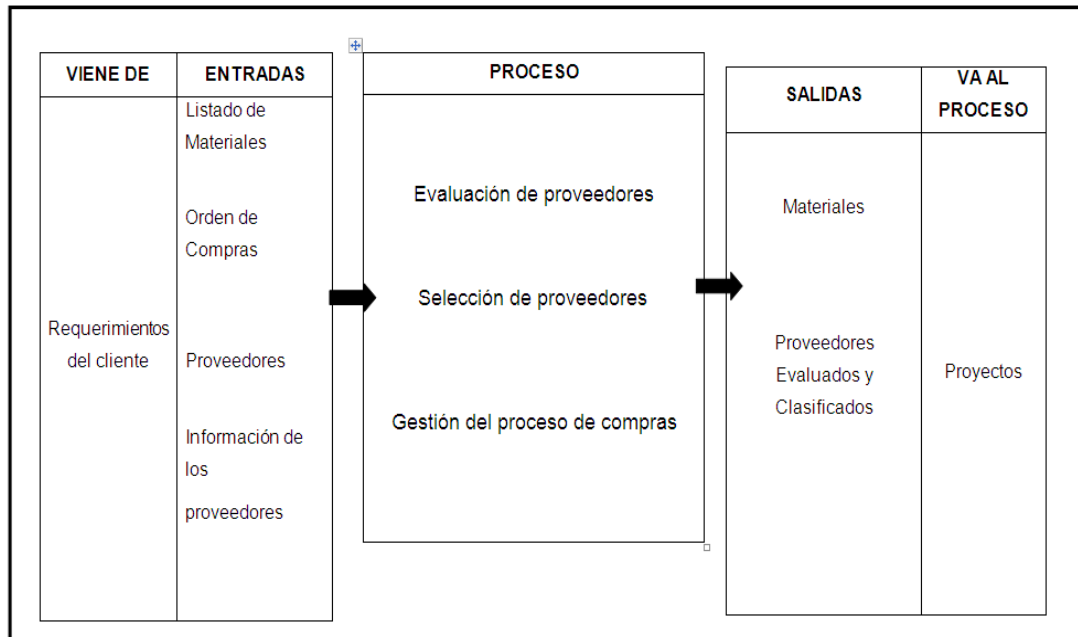 VIENE DE
ENTRADAS
Requerimientos
del cliente
Listado de
Materiales
Orden de
Compras
Proveedores
Información de
los
proveedores
PROCESO
Evaluación de proveedores
Selección de proveedores
Gestión del proceso de compras
SALIDAS
VA AL
PROCESO
Materiales
Proveedores
Evaluados y
Clasificados
Proyectos